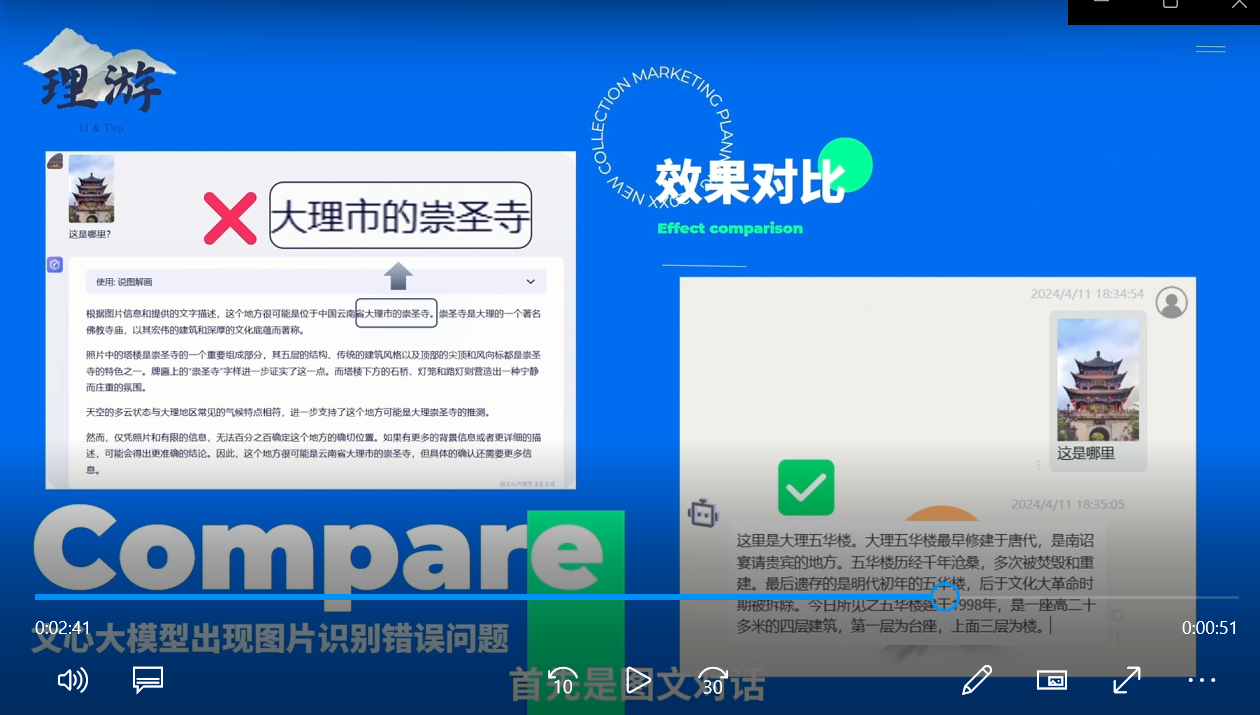 理游
Li & Trip
COLLECTION MARKETING PLANNING 20XX NEW
效果对比
Effect comparison
这是哪里?
大理市的崇圣寺
使用: 说图解画
根据图片信息和提供的文字描述，这个地方很可能是位于中国云南省大理市的崇圣寺。崇圣寺是大理的一个著名
佛教寺庙，以其宏伟的建筑和深厚的文化底蕴而著称。
照片中的塔楼是崇圣寺的一个重要组成部分，其五层的结构、传统的建筑风格以及顶部的尖顶和风向标都是崇圣
寺的特色之一。牌匾上的"崇圣寺"字样进一步证实了这一点。而塔楼下方的石桥、灯笼和路灯则营造出一种宁静
而庄重的氛围。
天空的多云状态与大理地区常见的气候特点相符，进一步支持了这个地方可能是大理崇圣寺的推测。
然而，仅凭照片和有限的信息，无法百分之百确定这个地方的确切位置。如果有更多的背景信息或者更详细的描
述，可能会得出更准确的结论。因此，这个地方很可能是云南省大理市的崇圣寺，但具体的确认还需要更多信
息。
2024/4/11 18:34:54
这是哪里
2024/4/11 18:35:05
这里是大理五华楼。大理五华楼最早修建于唐代，是南诏
宴请贵宾的地方。五华楼历经千年沧桑，多次被焚毁和重
建。最后遗存的是明代初年的五华楼，后于文化大革命时
期被拆除。今日所见之五华楼建于1998年，是一座高二十
多米的四层建筑，第一层为台座，上面三层为楼。
Compare
文心大模型出现图片识别错误问题
首先是图文对话
0:02:41
0:00:51
10
30